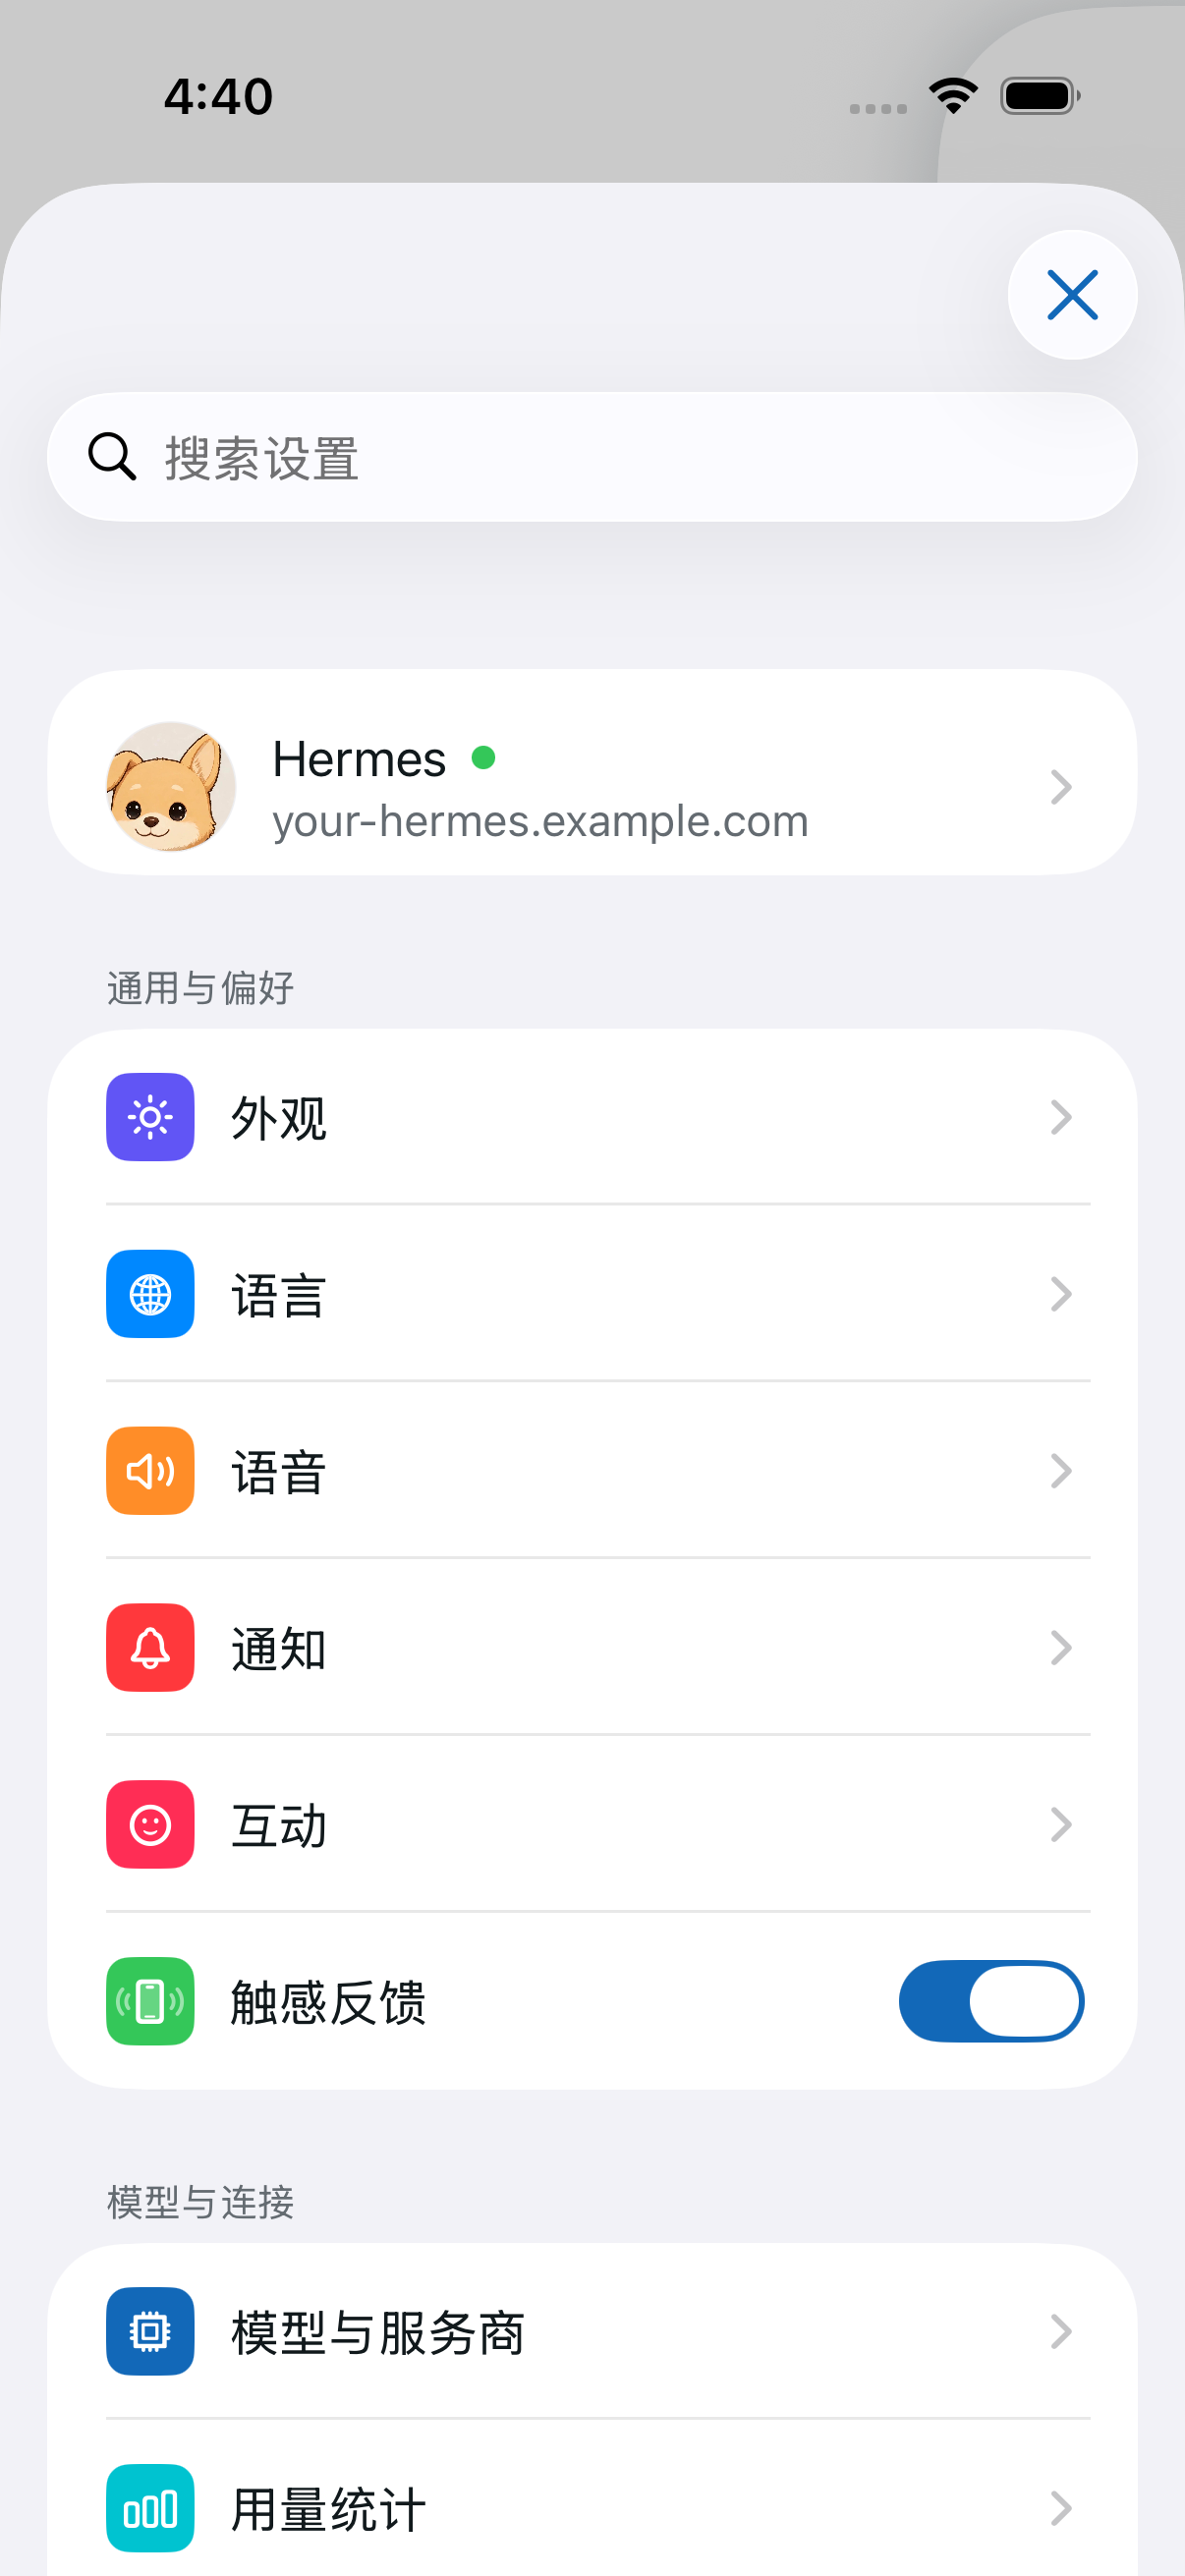 4:40
搜索设置
Hermes
your-hermes.example.com
通用与偏好
外观
语言
语音
通知
互动
触感反馈
模型与连接
模型与服务商
用量统计